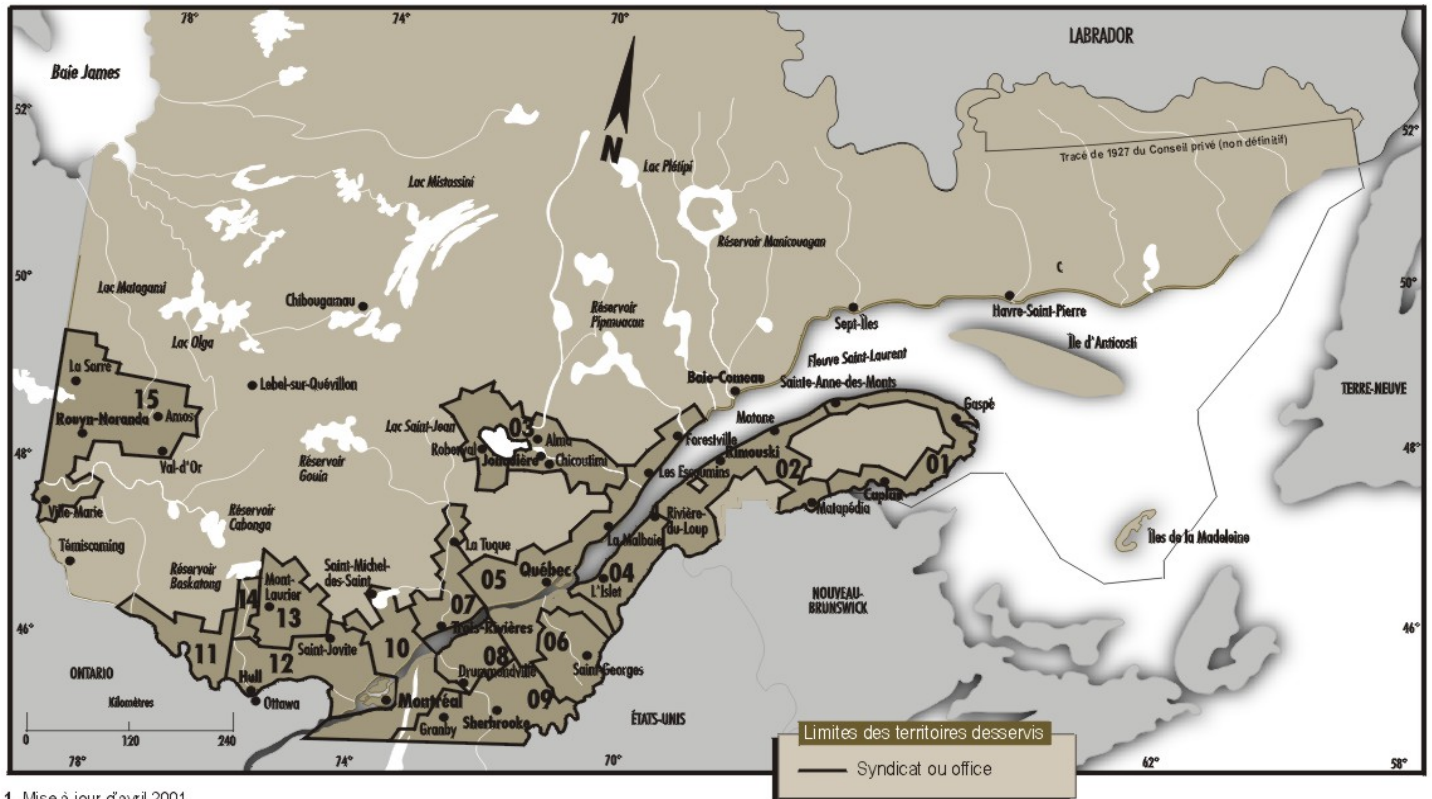 78°
74°
70°
LABRADOR
Baie James
52°
52°
N
Tracé de 1927 du Conseil privé (non définitif)
Lac Plétipi
Lac Mistassini
Réservoir Manicouagan
C
50°
50°
Lac Matagami
Chibougamau
Réservoir
Pipmuacan
Havre-Saint-Pierre
Sept-Îles
Lac Olga
Île d'Anticosti
Fleuve Saint-Laurent
La Sarre
Lebel-sur-Quévillon
Baie-Comeau
Sainte-Anne-des-Monts
TERRE-NEUVE
15
Amos
Rouyn-Noranda
Gaspé
Matane
Lac Saint-Jean
03
Alma
Forestville
Roberval
Jonquière
Chicoutimi
Rimouski
48°
48°
Val-d'Or
Réservoir
Gouin
Les Escoumins
02
01
Caplan
Matapédia
Ville-Marie
Réservoir
Cabonga
Rivière-
du-Loup
La Malbaie
Îles de la Madeleine
Témiscaming
La Tuque
Réservoir
Baskatong
Mont-
Laurier
Saint-Michel-
des-Saint
05
Québec
04
L'Islet
14
13
07
NOUVEAU-
BRUNSWICK
46°
46°
Trois-Rivières
11
12
Saint-Jovite
10
08
06
Drummondville
Saint-Georges
ONTARIO
Hull
Ottawa
Montréal
09
Granby
Sherbrooke
ÉTATS-UNIS
Kilomètres
0
120
240
Limites des territoires desservis
Syndicat ou office
78°
74°
70°
62°
58°
1. Mise à jour d'avril 2001